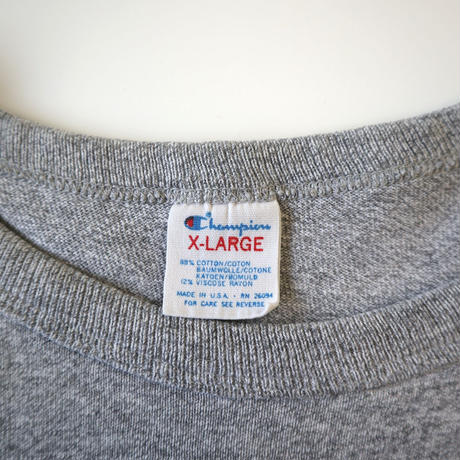 Champion
X-LARGE
88% COTTON/COTON
BAUMWOLLE/COTONE
KATOEN/BOMULD
12% VISCOSE RAYON
MADE IN U.S.A. • RN 26094
FOR CARE SEE REVERSE